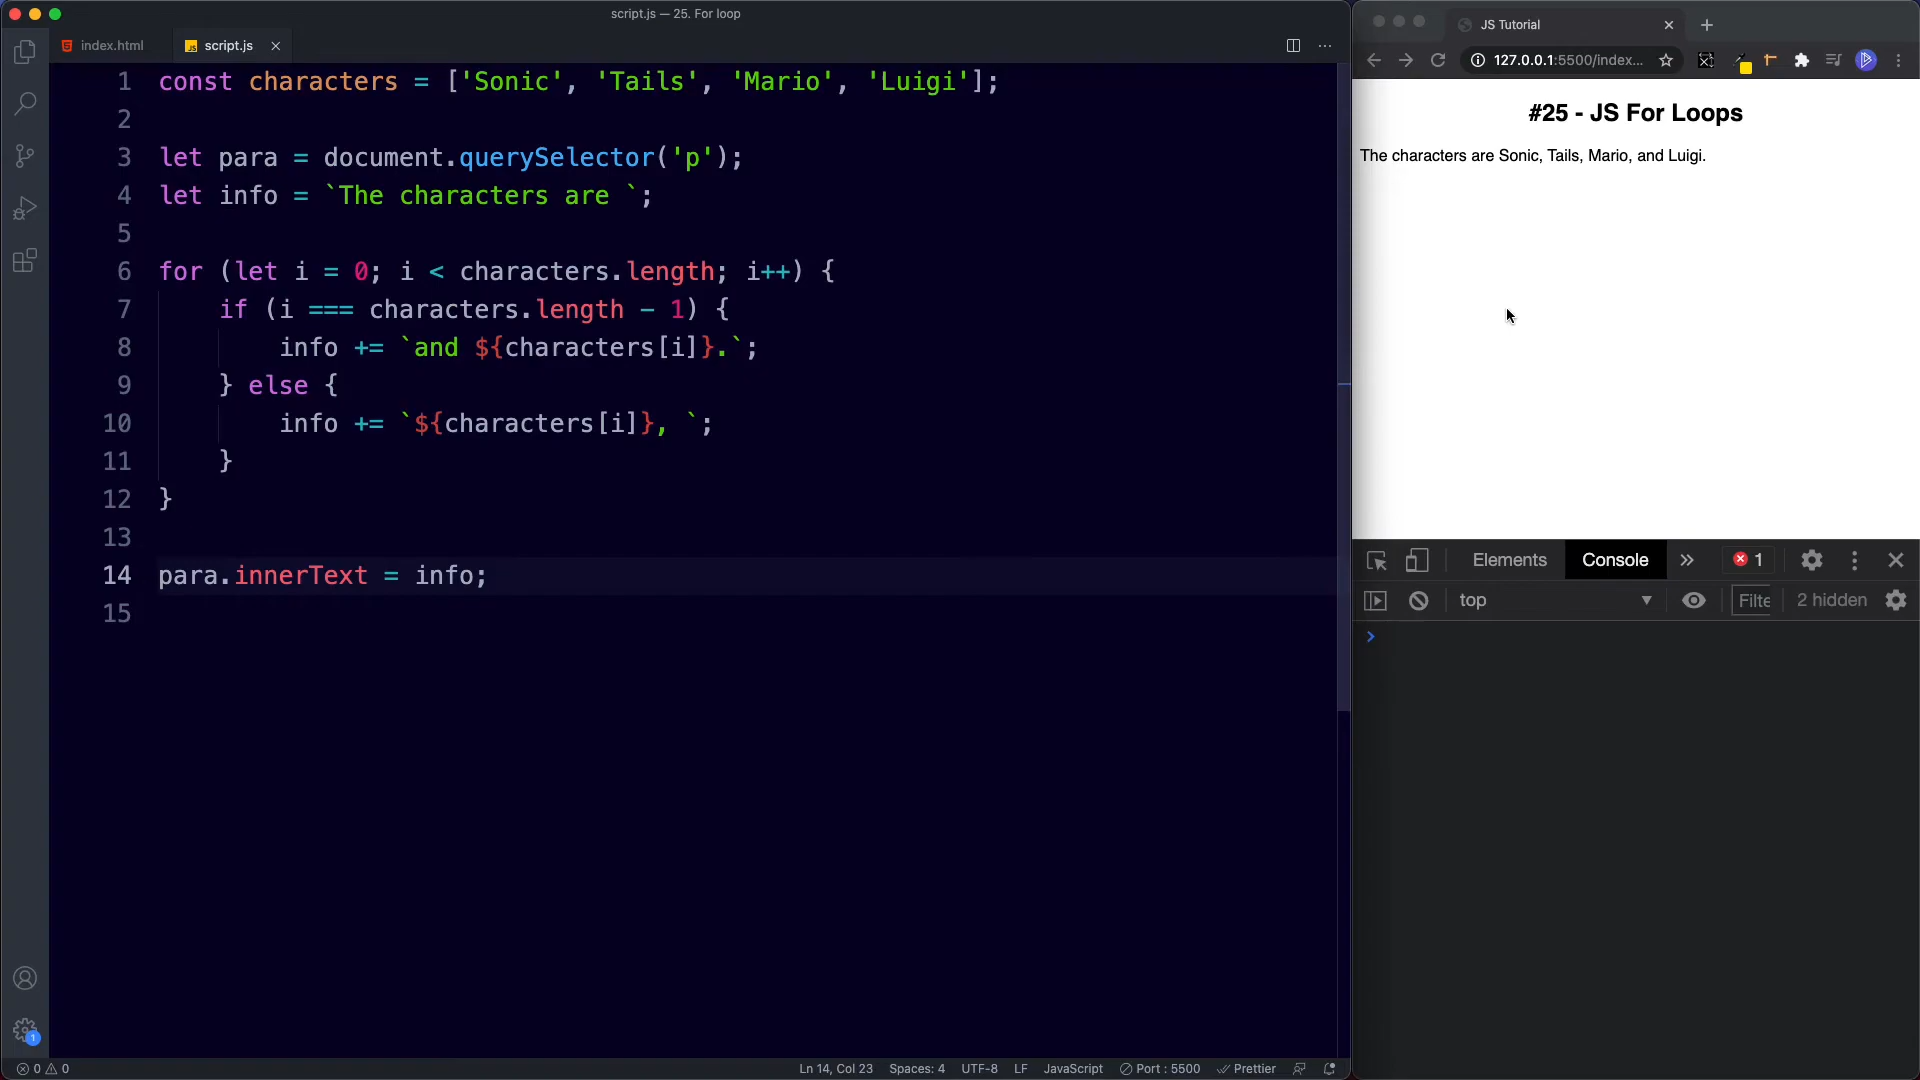 script.js — 25. For loop
index.html
script.js
1 const characters = ['Sonic', 'Tails', 'Mario', 'Luigi'];
2
3 let para = document.querySelector('p');
4 let info = `The characters are `;
5
6 for (let i = 0; i < characters.length; i++) {
7     if (i === characters.length - 1) {
8         info += `and ${characters[i]}.`;
9     } else {
10         info += `${characters[i]}, `;
11     }
12 }
13
14 para.innerText = info;
15
1
0 0
Ln 14, Col 23 Spaces: 4 UTF-8 LF JavaScript Port : 5500 Prettier
JS Tutorial
127.0.0.1:5500/index...
#25 - JS For Loops
The characters are Sonic, Tails, Mario, and Luigi.
Elements Console 1
top Filte 2 hidden